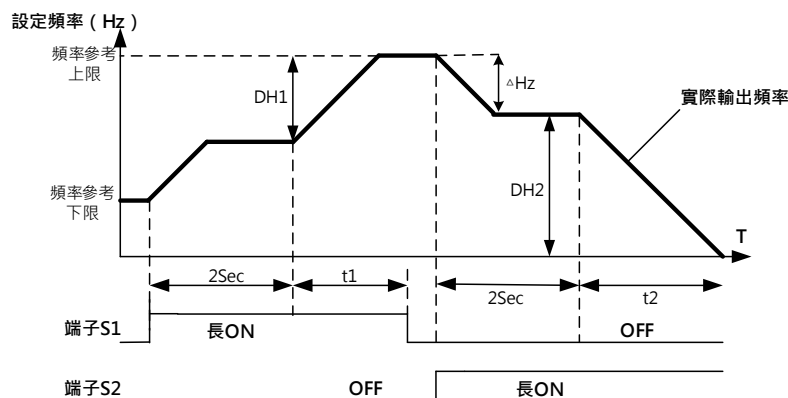 設定頻率（Hz）
頻率參考
上限
DH1
△Hz
實際輸出頻率
頻率參考
下限
DH2
T
2Sec
t1
2Sec
t2
端子S1
長ON
OFF
端子S2
OFF
長ON